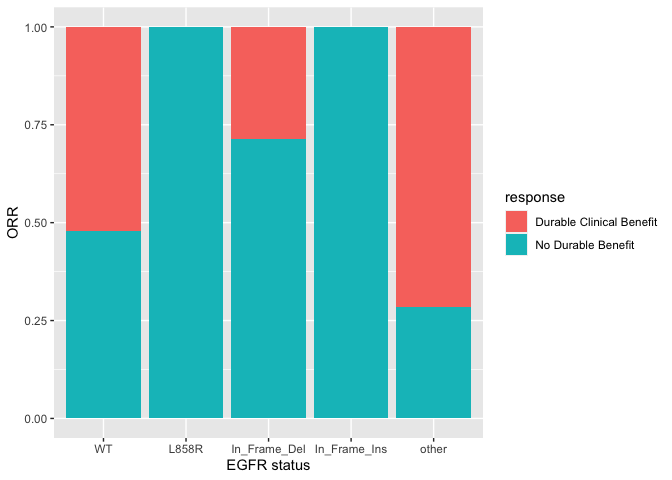 1.00
0.75
0.50
0.25
0.00
ORR
WT L858R In_Frame_Del In_Frame_Ins other
EGFR status
response
Durable Clinical Benefit
No Durable Benefit